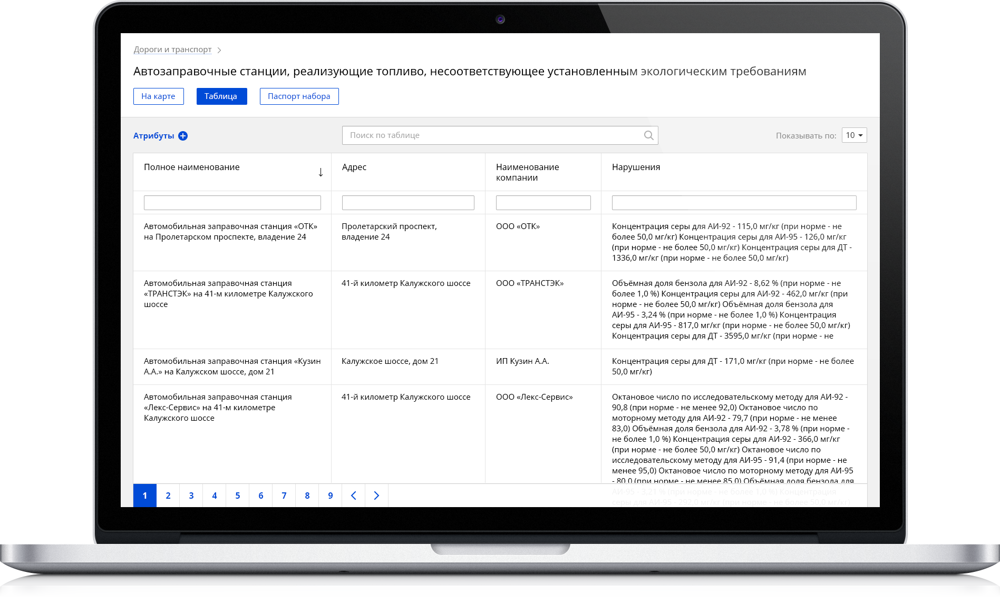 Дороги и транспорт
Автозаправочные станции, реализующие топливо, несоответствующее установленным экологическим требованиям
На карте
Таблица
Паспорт набора
Атрибуты
Поиск по таблице
Показывать по:
10
Полное наименование
Адрес
Наименование
компании
Нарушения
Автомобильная заправочная станция «ОТК»
на Пролетарском проспекте, владение 24
Пролетарский проспект,
владение 24
ООО «ОТК»
Концентрация серы для АИ-92 - 115,0 мг/кг (при норме - не
более 50,0 мг/кг) Концентрация серы для АИ-95 - 126,0 мг/кг
(при норме - не более 50,0 мг/кг) Концентрация серы для ДТ -
1336,0 мг/кг (при норме - не более 50,0 мг/кг)
Автомобильная заправочная станция
«ТРАНСТЭК» на 41-м километре Калужского
шоссе
41-й километр Калужского шоссе
ООО «ТРАНСТЭК»
Объёмная доля бензола для АИ-92 - 8,62 % (при норме - не
более 1,0 %) Концентрация серы для АИ-92 - 462,0 мг/кг (при
норме - не более 50,0 мг/кг) Объёмная доля бензола для
АИ-95 - 3,24 % (при норме - не более 1,0 %) Концентрация
серы для АИ-95 - 817,0 мг/кг (при норме - не более 50,0 мг/кг)
Концентрация серы для ДТ - 3595,0 мг/кг (при норме - не
Автомобильная заправочная станция «Кузин
А.А.» на Калужском шоссе, дом 21
Калужское шоссе, дом 21
ИП Кузин А.А.
Концентрация серы для ДТ - 171,0 мг/кг (при норме - не более
50,0 мг/кг)
Автомобильная заправочная станция
«Лекс-Сервис» на 41-м километре
Калужского шоссе
41-й километр Калужского шоссе
ООО «Лекс-Сервис»
Октановое число по исследовательскому методу для АИ-92 -
90,8 (при норме - не менее 92,0) Октановое число по
моторному методу для АИ-92 - 79,7 (при норме - не менее
83,0) Объёмная доля бензола для АИ-92 - 3,78 % (при норме -
не более 1,0 %) Концентрация серы для АИ-92 - 366,0 мг/кг
(при норме - не более 50,0 мг/кг) Октановое число по
исследовательскому методу для АИ-95 - 91,4 (при норме - не
менее 95,0) Октановое число по моторному методу для АИ-95
- 80,0 (при норме - не менее 85,0) Объёмная доля бензола для
АИ-95 - 3,21 % (при норме - не более 1,0 %) Концентрация
серы для АИ-95 - 292,0 мг/кг (при норме - не более 50,0 мг/кг)
1 2 3 4 5 6 7 8 9